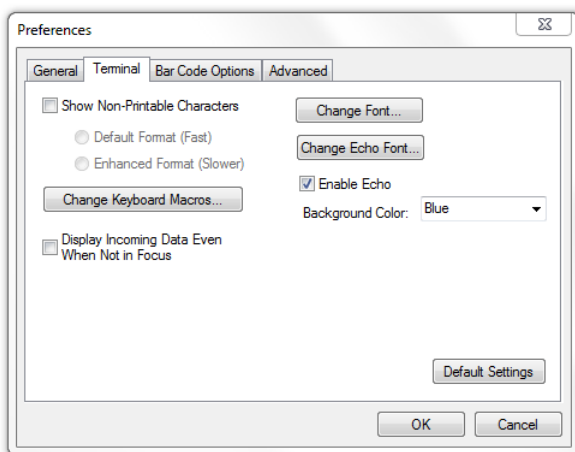 Preferences
General Terminal Bar Code Options Advanced
Show Non-Printable Characters
Default Format (Fast)
Enhanced Format (Slower)
Change Keyboard Macros...
Display Incoming Data Even
When Not in Focus
Change Font...
Change Echo Font...
Enable Echo
Background Color: Blue
Default Settings
OK Cancel